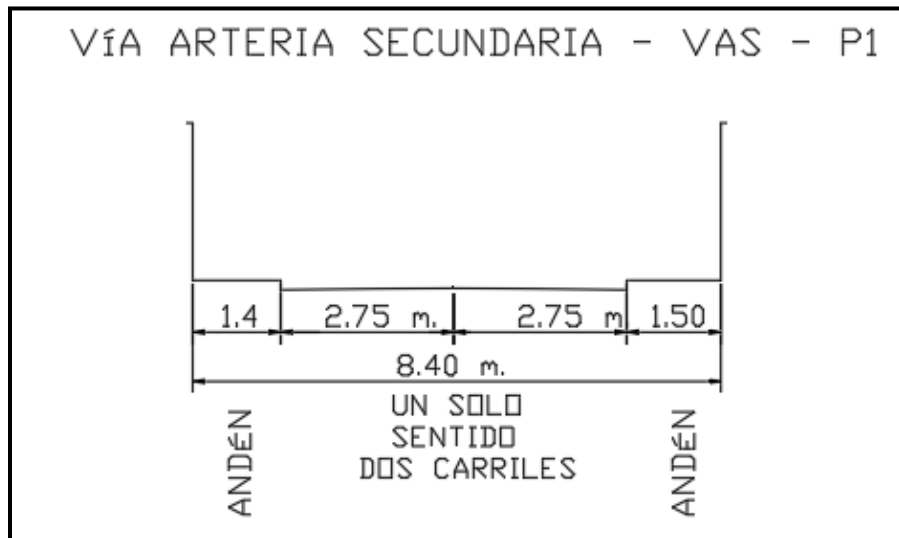 VíA ARTERIA SECUNDARIA - VAS - P1
1.4 2.75 m. 2.75 m 1.50
8.40 m.
UN SOLO
SENTIDO
DOS CARRILES
ANDÉN
ANDÉN